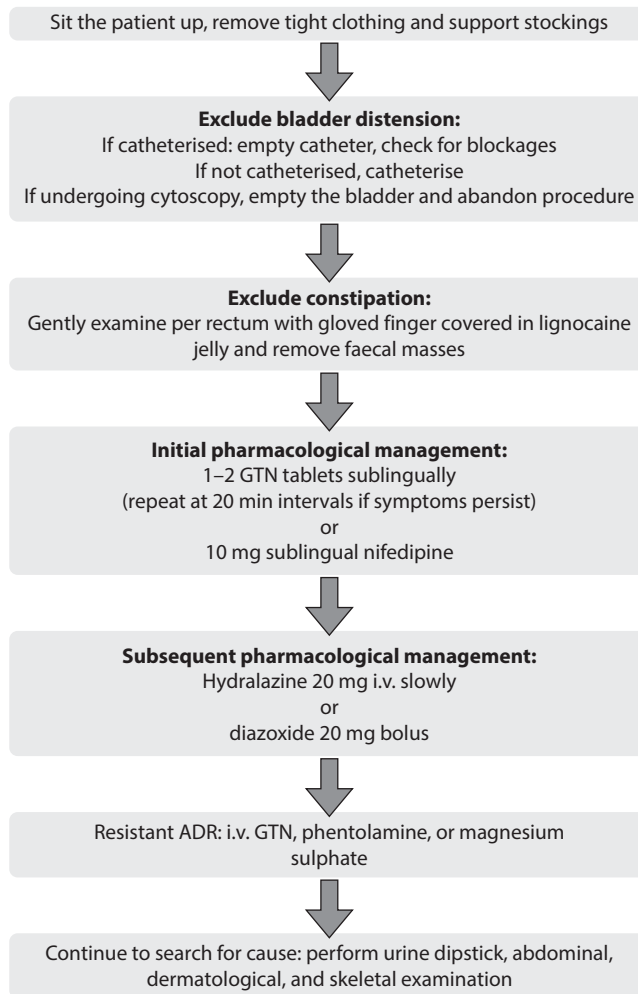 Sit the patient up, remove tight clothing and support stockings
Exclude bladder distension:
If catheterised: empty catheter, check for blockages
If not catheterised, catheterise
If undergoing cytoscopy, empty the bladder and abandon procedure
Exclude constipation:
Gently examine per rectum with gloved finger covered in lignocaine
jelly and remove faecal masses
Initial pharmacological management:
1–2 GTN tablets sublingually
(repeat at 20 min intervals if symptoms persist)
or
10 mg sublingual nifedipine
Subsequent pharmacological management:
Hydralazine 20 mg i.v. slowly
or
diazoxide 20 mg bolus
Resistant ADR: i.v. GTN, phentolamine, or magnesium
sulphate
Continue to search for cause: perform urine dipstick, abdominal,
dermatological, and skeletal examination